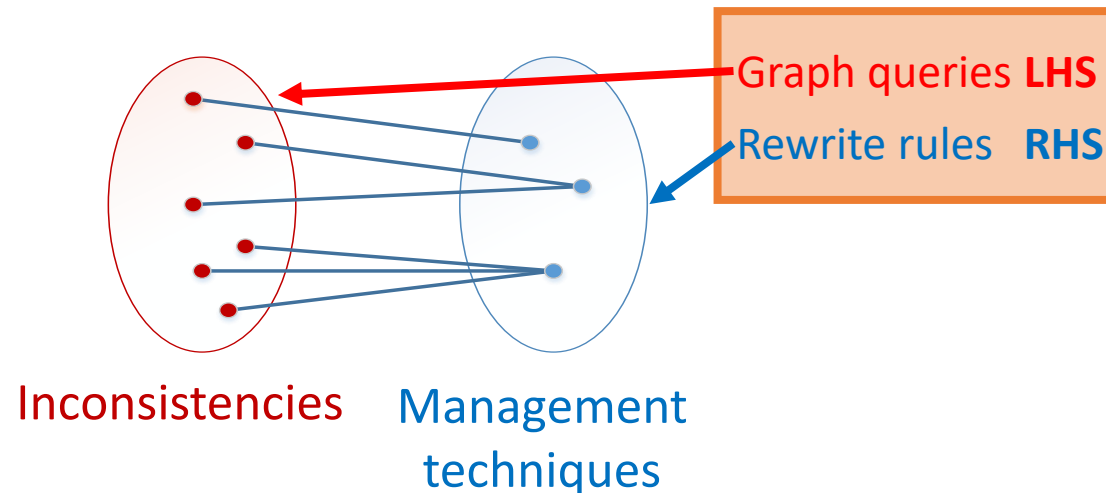 Graph queries LHS
Rewrite rules RHS
Inconsistencies
Management
techniques